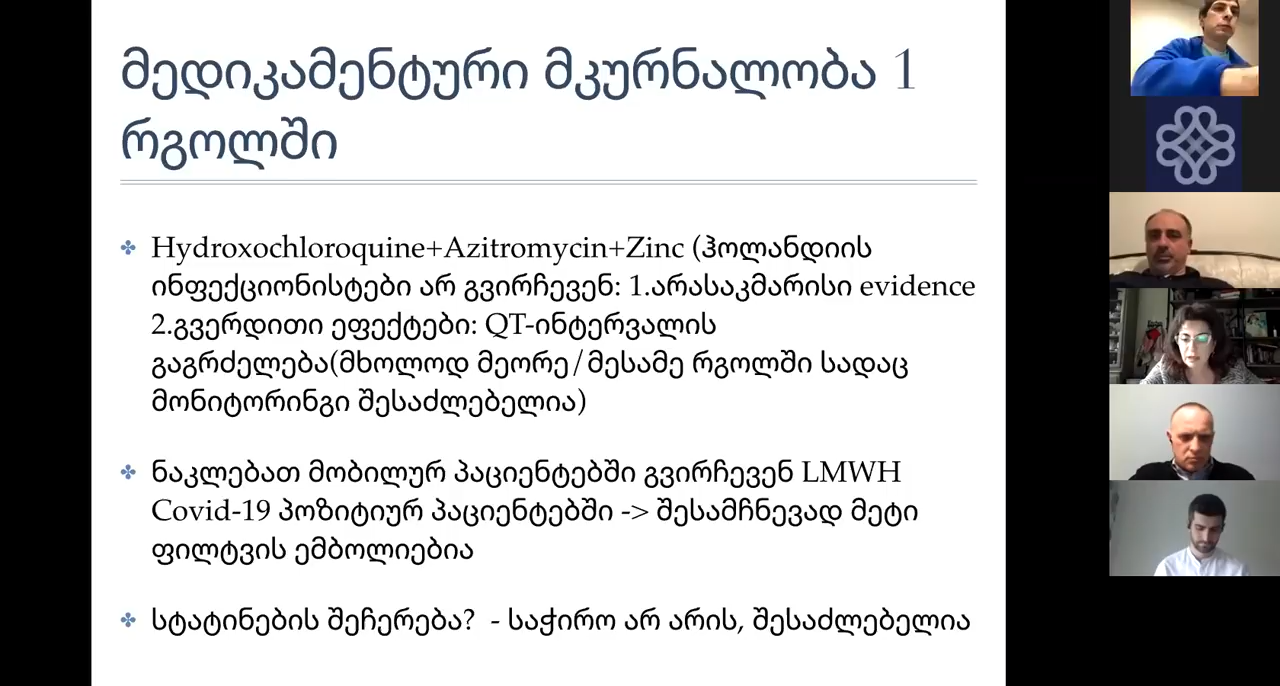 მედიკამენტური მკურნალობა 1
რგოლში
Hydroxochloroquine+Azitromycin+Zinc (ჰოლანდიის
ინფექციონისტები არ გვირჩევენ: 1.არასაკმარისი evidence
2.გვერდითი ეფექტები: QT-ინტერვალის
გაგრძელება(მხოლოდ მეორე/მესამე რგოლში სადაც
მონიტორინგი შესაძლებელია)
ნაკლებათ მობილურ პაციენტებში გვირჩევენ LMWH
Covid-19 პოზიტიურ პაციენტებში -> შესამჩნევად მეტი
ფილტვის ემბოლიებია
სტატინების შეჩერება? - საჭირო არ არის, შესაძლებელია